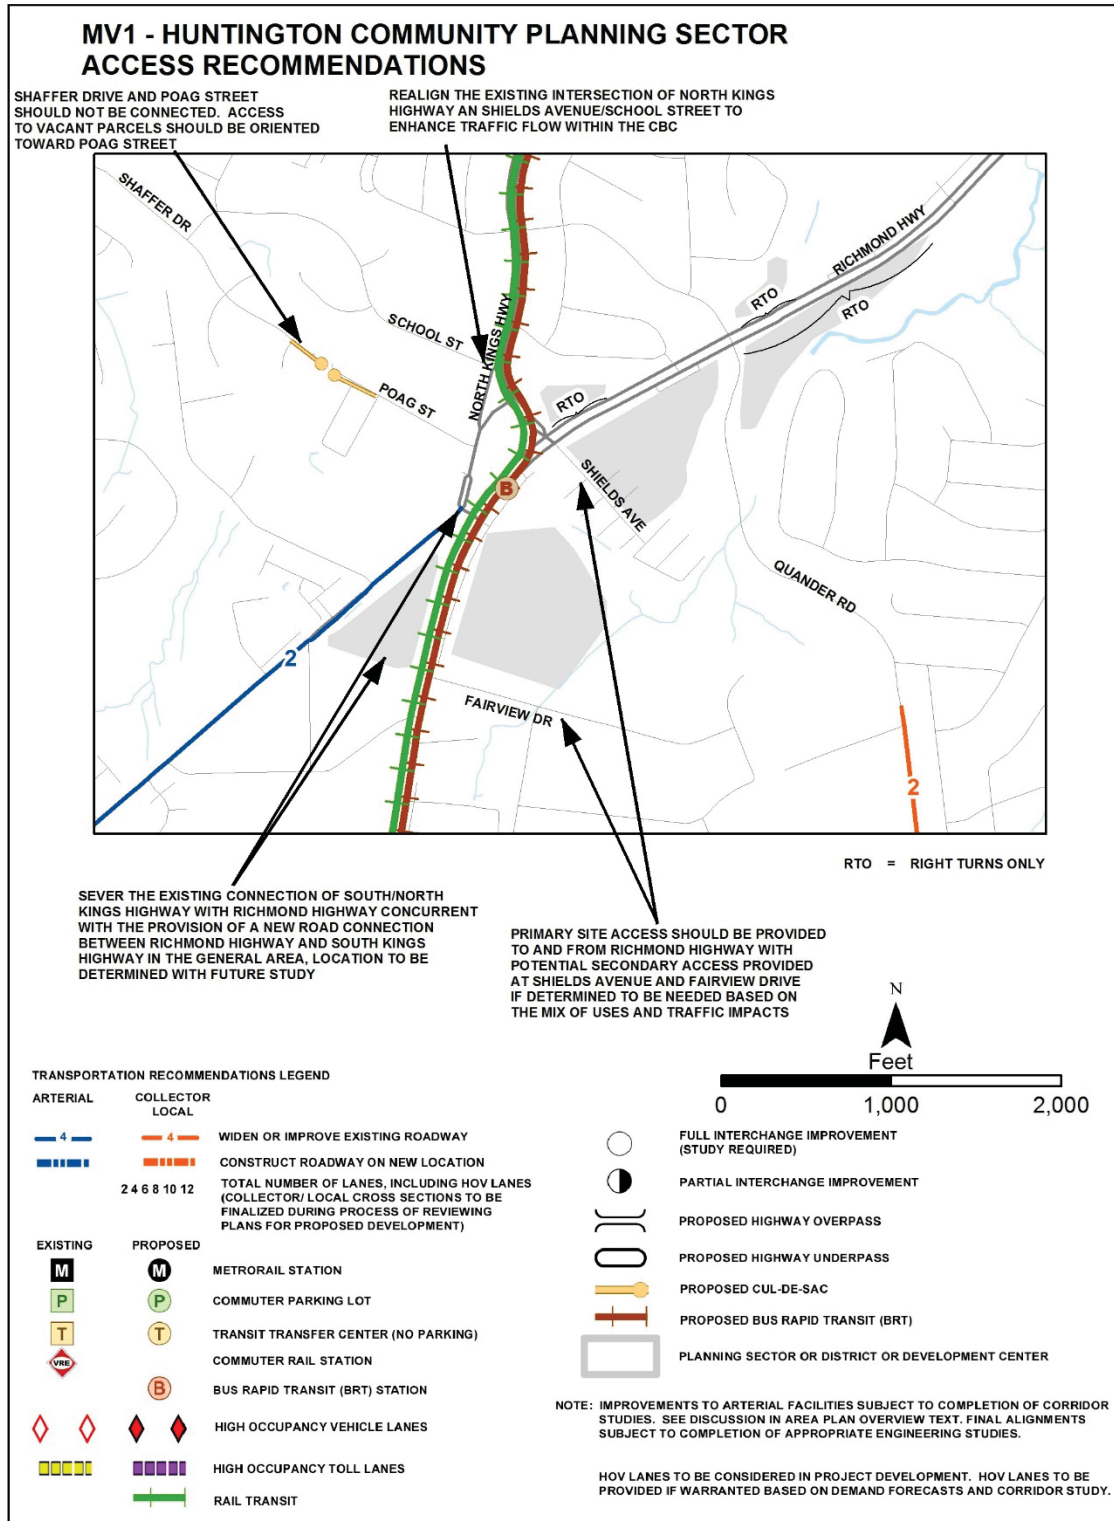 MV1 - HUNTINGTON COMMUNITY PLANNING SECTOR
ACCESS RECOMMENDATIONS
SHAFFER DRIVE AND POAG STREET
SHOULD NOT BE CONNECTED. ACCESS
TO VACANT PARCELS SHOULD BE ORIENTED
TOWARD POAG STREET
REALIGN THE EXISTING INTERSECTION OF NORTH KINGS
HIGHWAY AN SHIELDS AVENUE/SCHOOL STREET TO
ENHANCE TRAFFIC FLOW WITHIN THE CBC
SHAFFER DR
RICHMOND HWY
RTO
RTO
SCHOOL ST
NORTH KINGS HWY
POAG ST
RTO
SHIELDS AVE
B
QUANDER RD
2
FAIRVIEW DR
2
RTO = RIGHT TURNS ONLY
SEVER THE EXISTING CONNECTION OF SOUTH/NORTH
KINGS HIGHWAY WITH RICHMOND HIGHWAY CONCURRENT
WITH THE PROVISION OF A NEW ROAD CONNECTION
BETWEEN RICHMOND HIGHWAY AND SOUTH KINGS
HIGHWAY IN THE GENERAL AREA, LOCATION TO BE
DETERMINED WITH FUTURE STUDY
PRIMARY SITE ACCESS SHOULD BE PROVIDED
TO AND FROM RICHMOND HIGHWAY WITH
POTENTIAL SECONDARY ACCESS PROVIDED
AT SHIELDS AVENUE AND FAIRVIEW DRIVE
IF DETERMINED TO BE NEEDED BASED ON
THE MIX OF USES AND TRAFFIC IMPACTS
N
Feet
0 1,000 2,000
TRANSPORTATION RECOMMENDATIONS LEGEND
ARTERIAL COLLECTOR
LOCAL
4 4 WIDEN OR IMPROVE EXISTING ROADWAY
CONSTRUCT ROADWAY ON NEW LOCATION
2 4 6 8 10 12 TOTAL NUMBER OF LANES, INCLUDING HOV LANES
(COLLECTOR/ LOCAL CROSS SECTIONS TO BE
FINALIZED DURING PROCESS OF REVIEWING
PLANS FOR PROPOSED DEVELOPMENT)
EXISTING PROPOSED
M M METRORAIL STATION
P P COMMUTER PARKING LOT
T T TRANSIT TRANSFER CENTER (NO PARKING)
VRE COMMUTER RAIL STATION
B BUS RAPID TRANSIT (BRT) STATION
HIGH OCCUPANCY VEHICLE LANES
HIGH OCCUPANCY TOLL LANES
RAIL TRANSIT
FULL INTERCHANGE IMPROVEMENT
(STUDY REQUIRED)
PARTIAL INTERCHANGE IMPROVEMENT
PROPOSED HIGHWAY OVERPASS
PROPOSED HIGHWAY UNDERPASS
PROPOSED CUL-DE-SAC
PROPOSED BUS RAPID TRANSIT (BRT)
PLANNING SECTOR OR DISTRICT OR DEVELOPMENT CENTER
NOTE: IMPROVEMENTS TO ARTERIAL FACILITIES SUBJECT TO COMPLETION OF CORRIDOR
STUDIES. SEE DISCUSSION IN AREA PLAN OVERVIEW TEXT. FINAL ALIGNMENTS
SUBJECT TO COMPLETION OF APPROPRIATE ENGINEERING STUDIES.
HOV LANES TO BE CONSIDERED IN PROJECT DEVELOPMENT. HOV LANES TO BE
PROVIDED IF WARRANTED BASED ON DEMAND FORECASTS AND CORRIDOR STUDY.